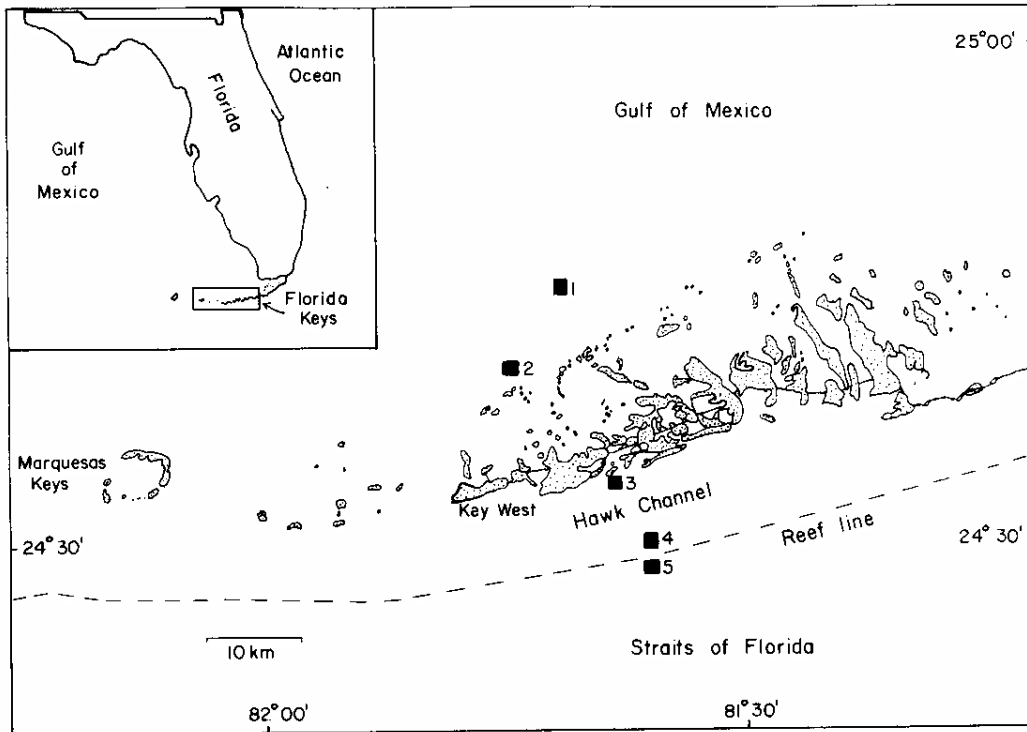 Atlantic
Ocean
Florida
Gulf
of
Mexico
Florida
Keys
25°00'
Gulf of Mexico
1
2
Marquesas
Keys
3
Key West
Hawk Channel
4
Reef line
24°30'
24°30'
5
10 km
Straits of Florida
82°00'
81°30'